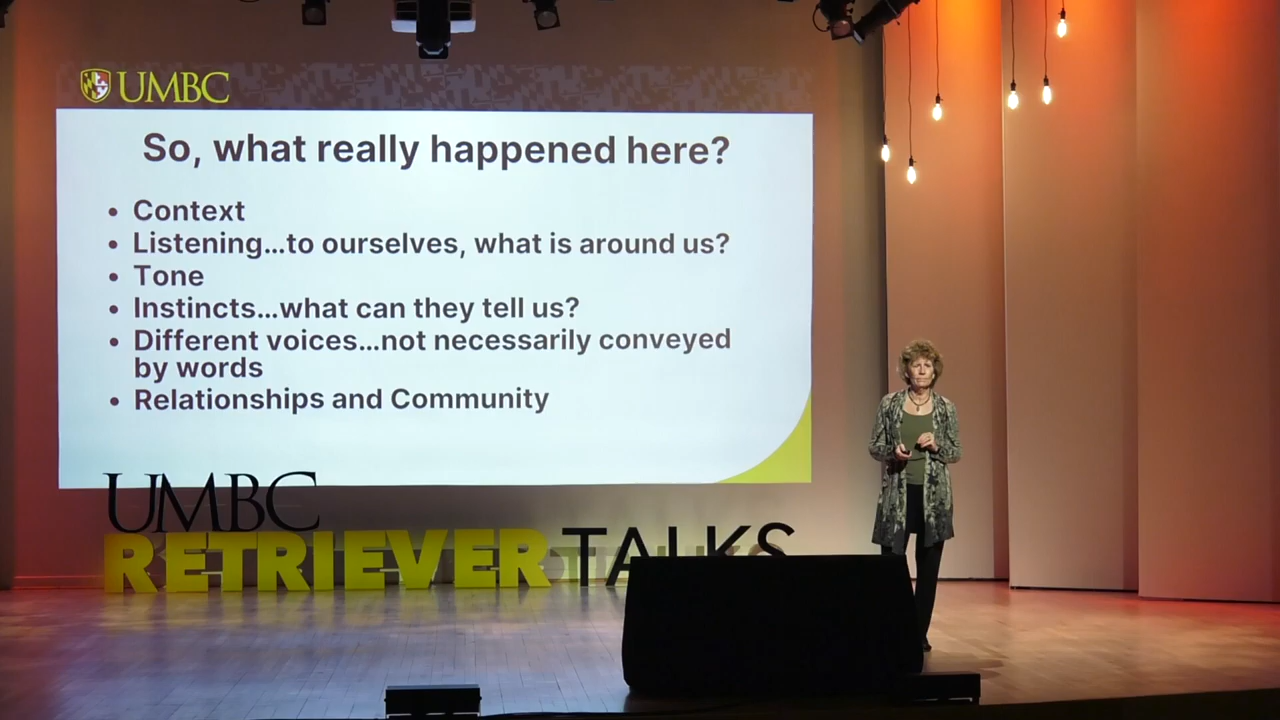 UMBC
So, what really happened here?
• Context
• Listening...to ourselves, what is around us?
• Tone
• Instincts...what can they tell us?
• Different voices...not necessarily conveyed
by words
• Relationships and Community
UMBC
RETRIEVER TALKS